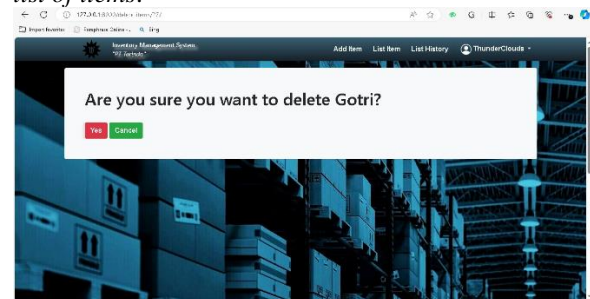 list of items.
Import favorites
Inventory Management System
Add Item List Item List History ThunderClouds
Are you sure you want to delete Gotri?
Yes Cancel